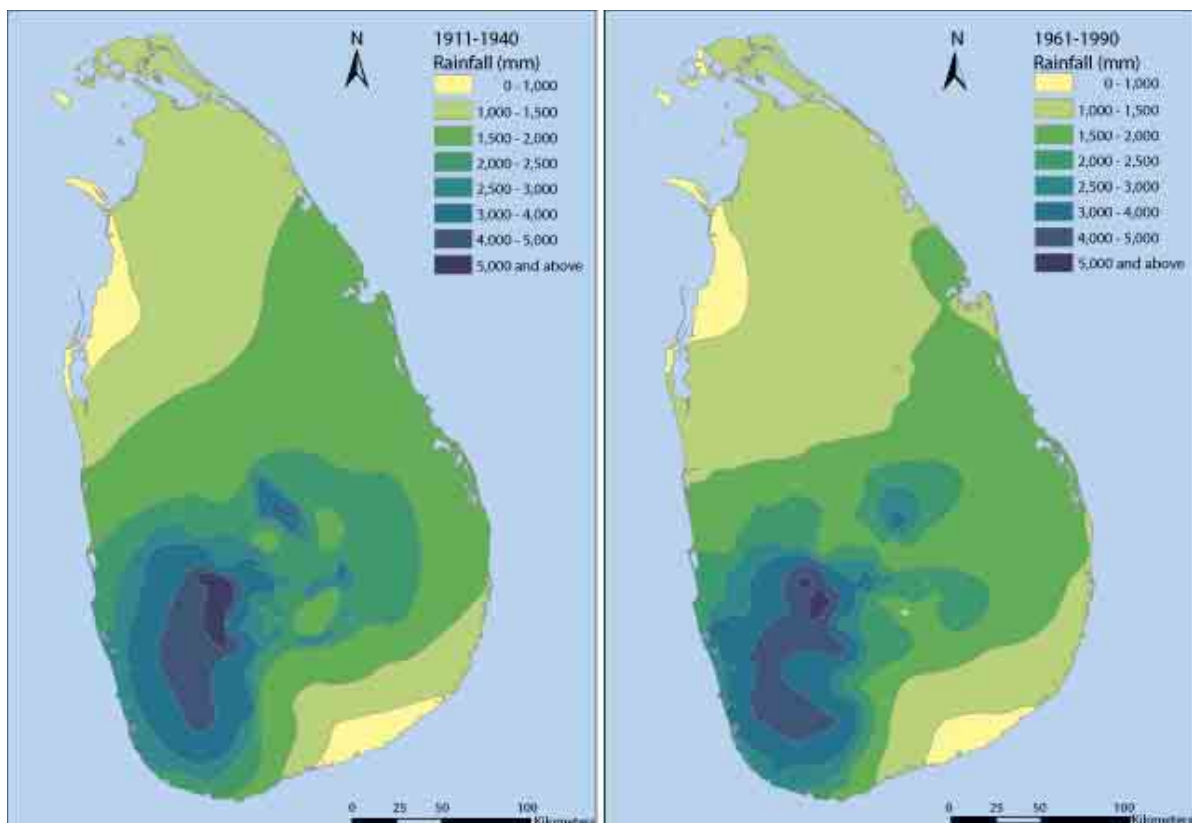 N
1911-1940
Rainfall (mm)
0 - 1,000
1,000 - 1,500
1,500 - 2,000
2,000 - 2,500
2,500 - 3,000
3,000 - 4,000
4,000 - 5,000
5,000 and above
0 25 50 100
Kilometers
N
1961-1990
Rainfall (mm)
0 - 1,000
1,000 - 1,500
1,500 - 2,000
2,000 - 2,500
2,500 - 3,000
3,000 - 4,000
4,000 - 5,000
5,000 and above
0 25 50 100
Kilometers